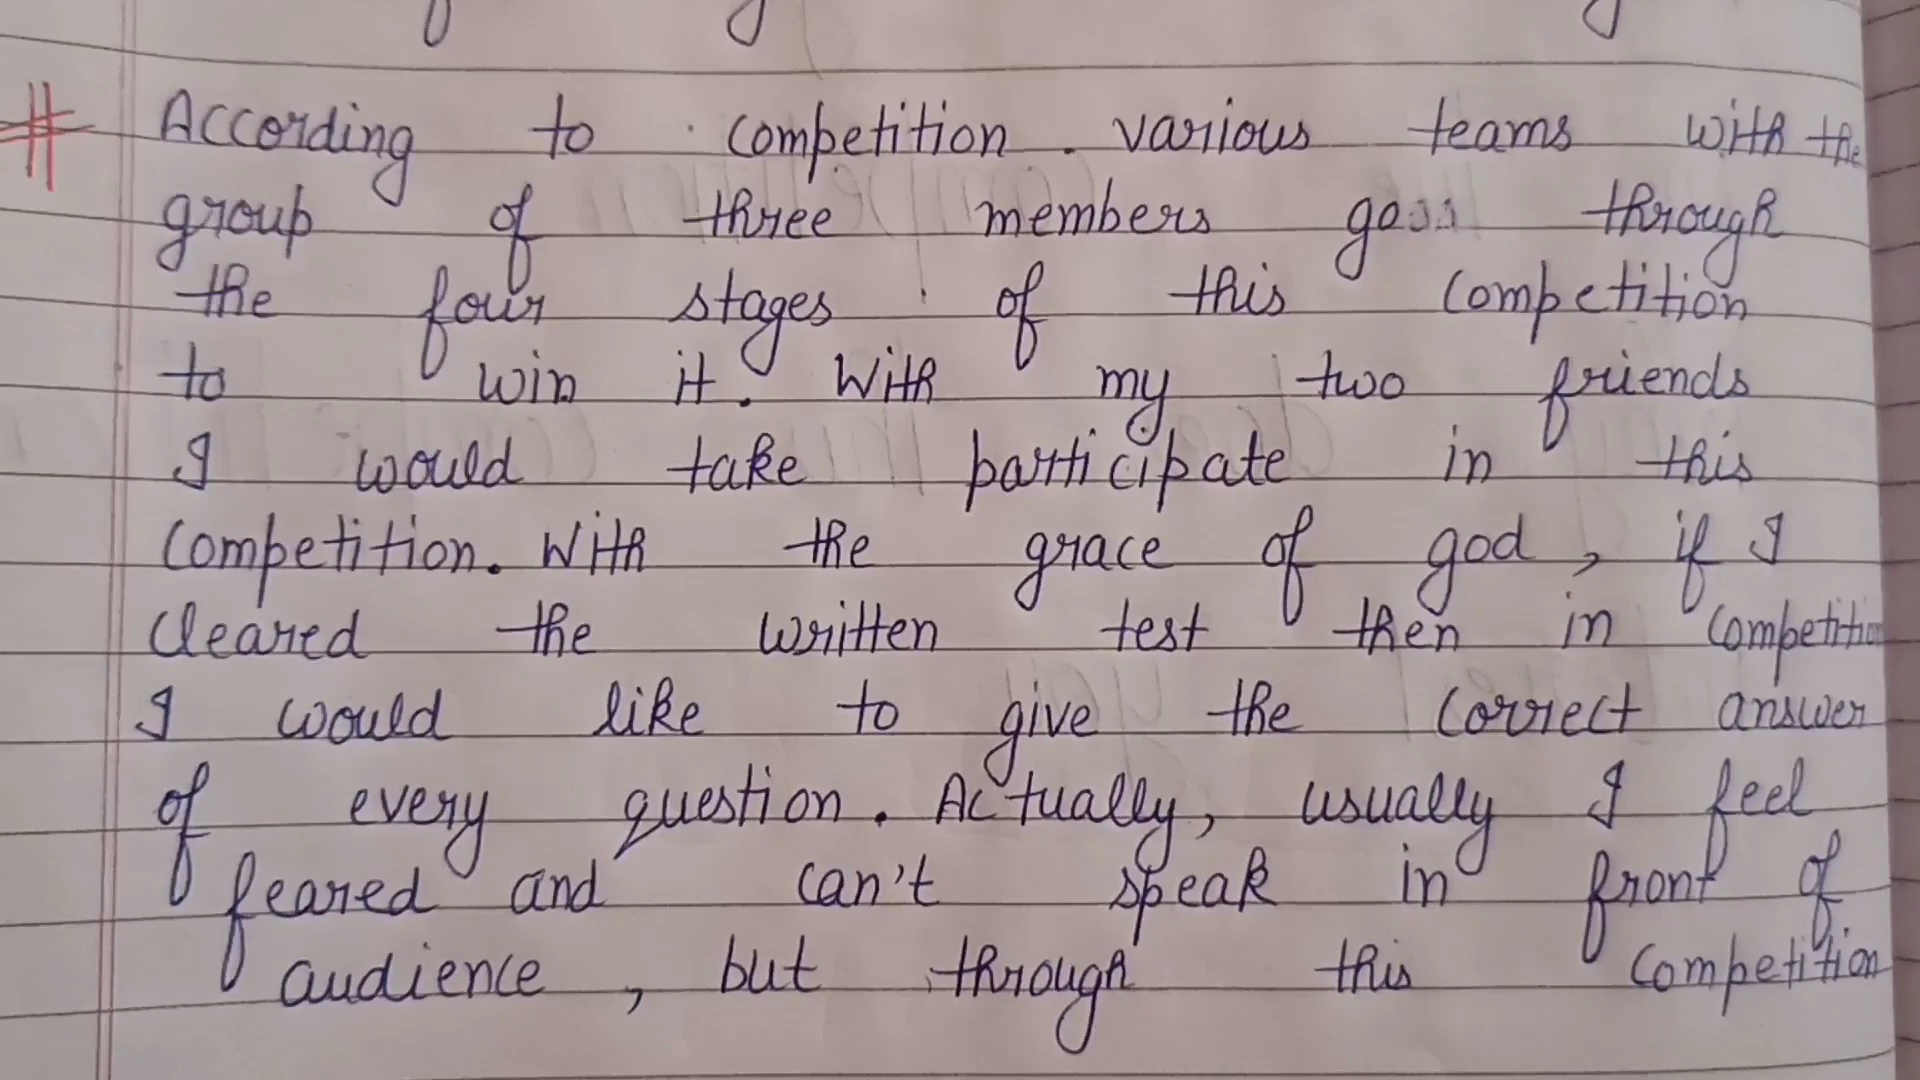 # According to competition . various teams with the
group of three members through
the four stages of this competition
to win it. With my two friends
I would take participate in this
competition. With the grace of god, if I
cleared the written test then in competition
I would like to give the correct answer
of every question. Actually, usually I feel
feared and can't speak in front of
audience, but through this competition